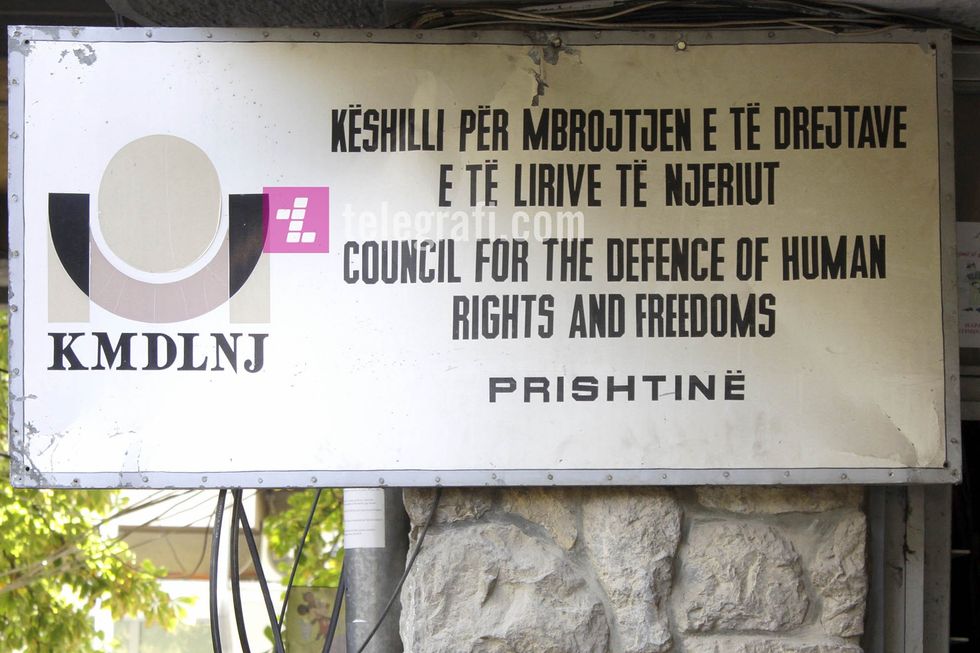 KËSHILLI PËR MBROJTJEN E TË DREJTAVE
E TË LIRIVE TË NJERIUT
telegrafi.com
COUNCIL FOR THE DEFENCE OF HUMAN
RIGHTS AND FREEDOMS
KMDLNJ
PRISHTINË